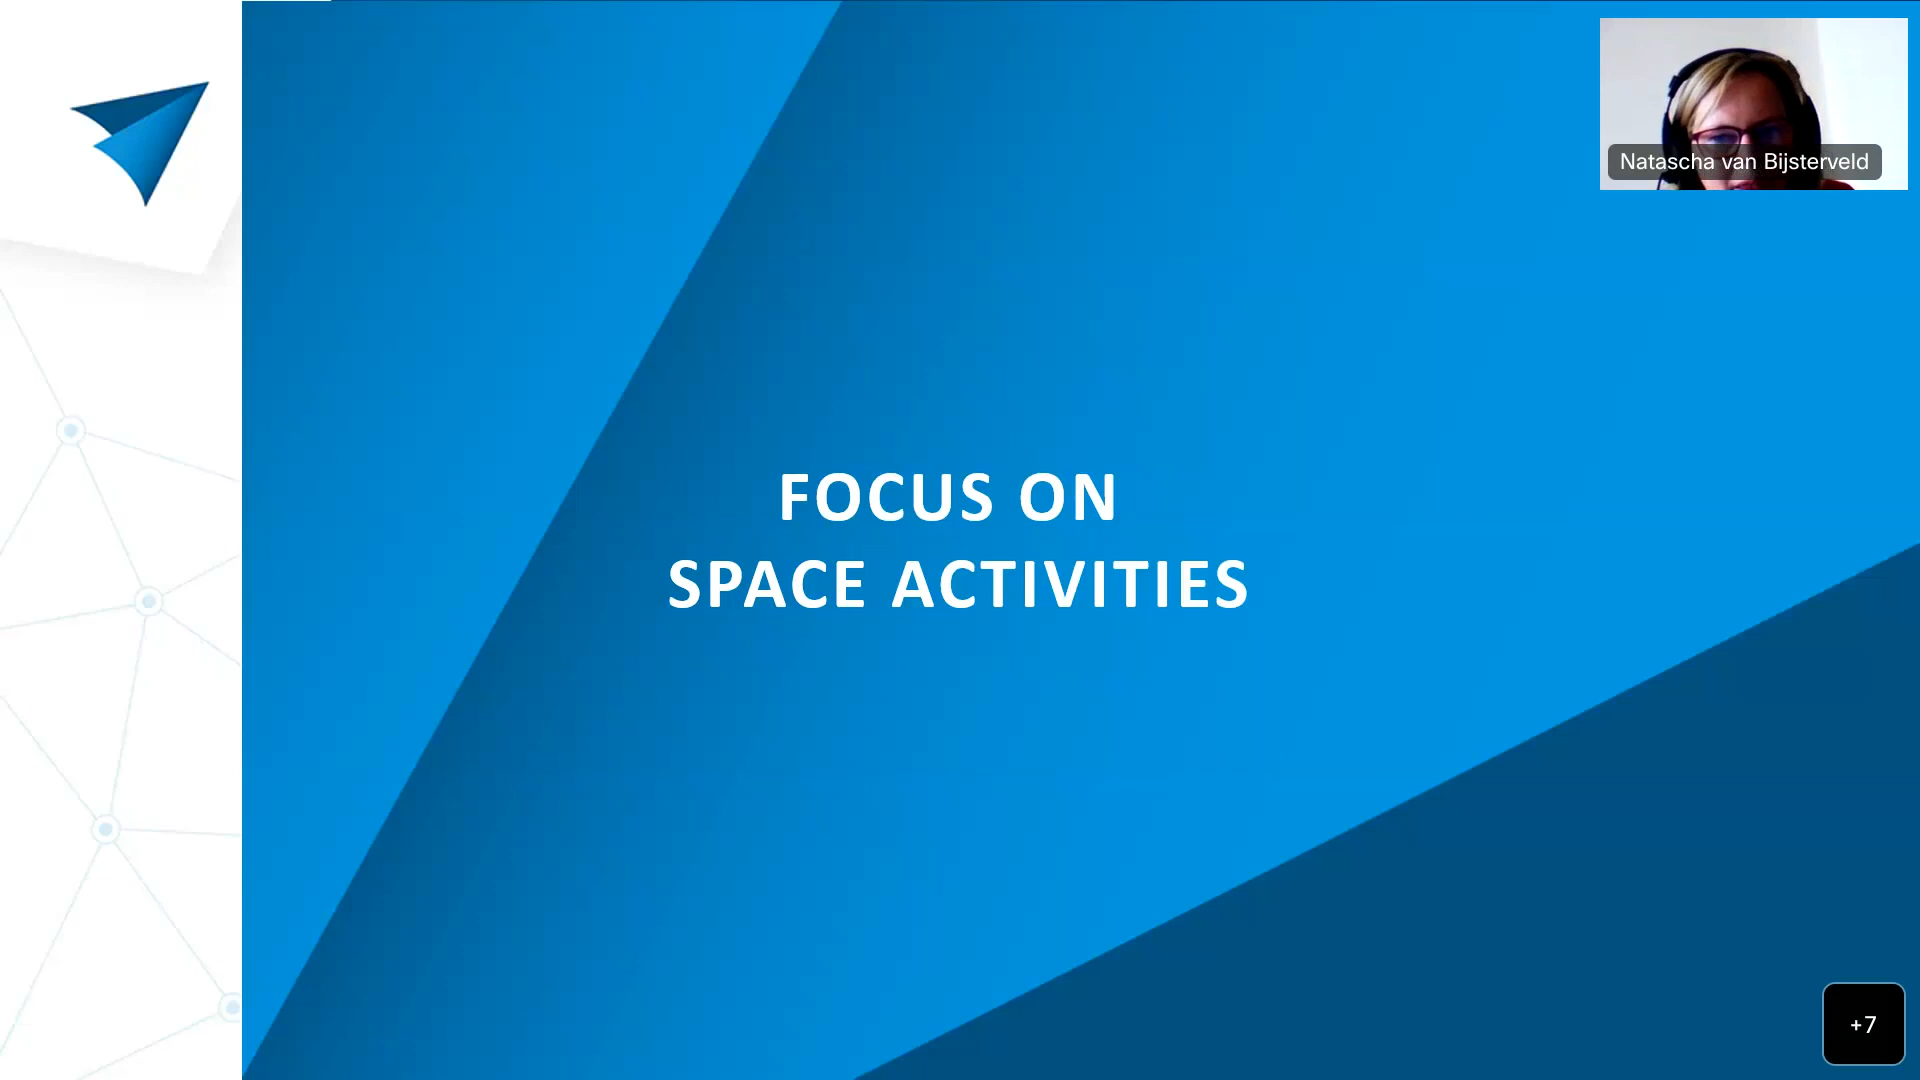 Natascha van Bijsterveld
FOCUS ON
SPACE ACTIVITIES
+7